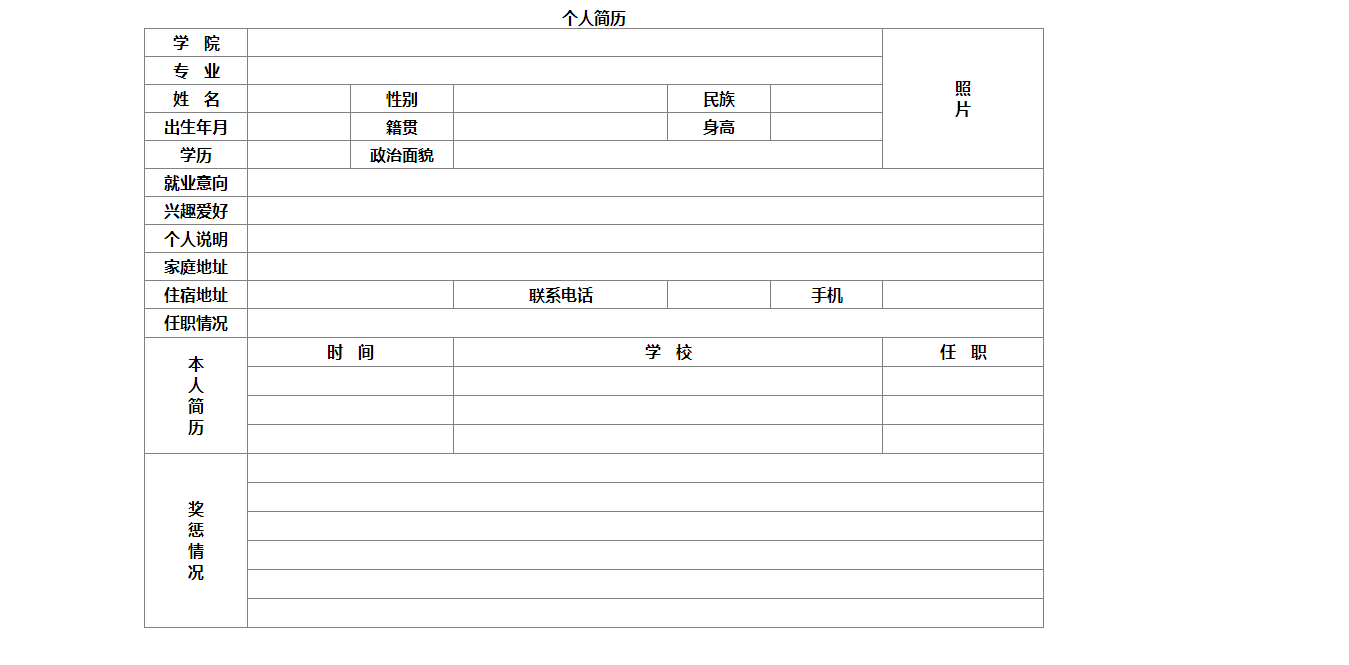 个人简历
学 院
照
片
专 业
姓 名 性别 民族
出生年月 籍贯 身高
学历 政治面貌
就业意向
兴趣爱好
个人说明
家庭地址
住宿地址 联系电话 手机
任职情况
本
人
简
历
时 间 学 校 任 职
奖
惩
情
况